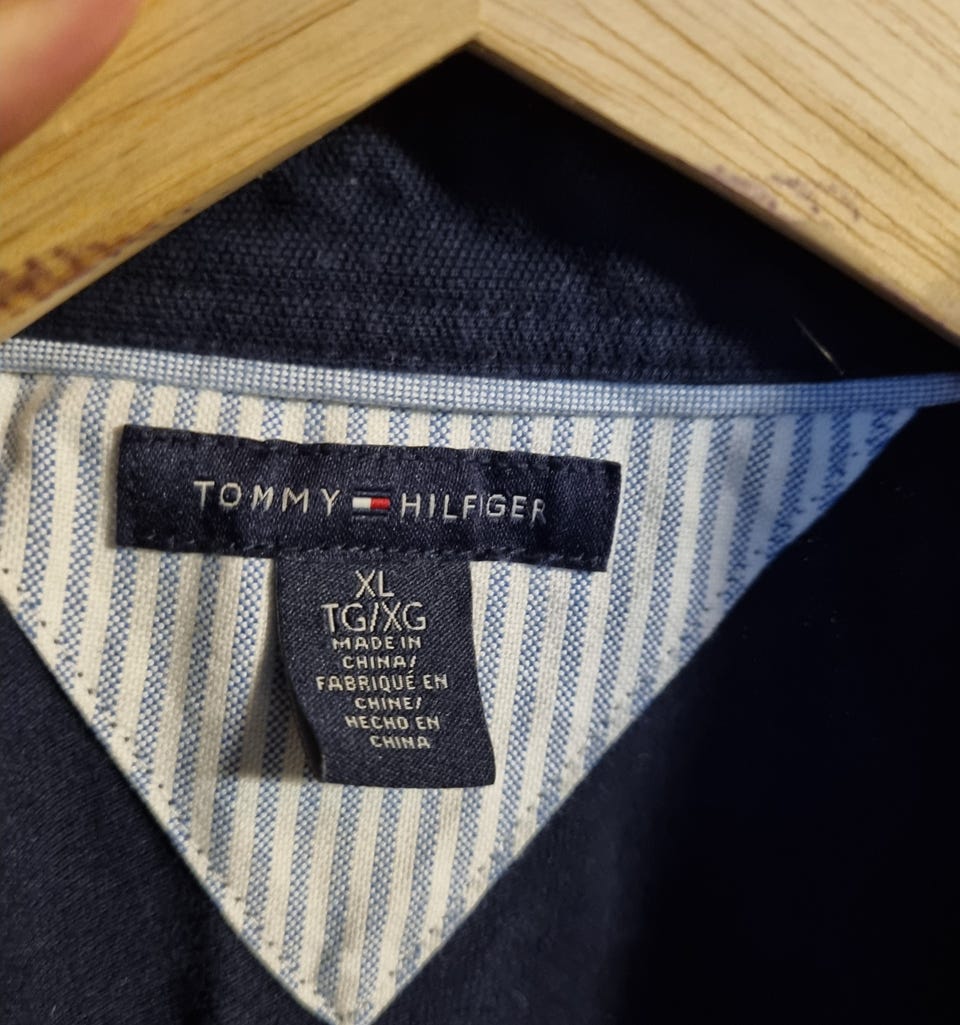 TOMMY HILFIGER
XL
TG/XG
MADE IN
CHINA/
FABRIQUÉ EN
CHINE/
HECHO EN
CHINA